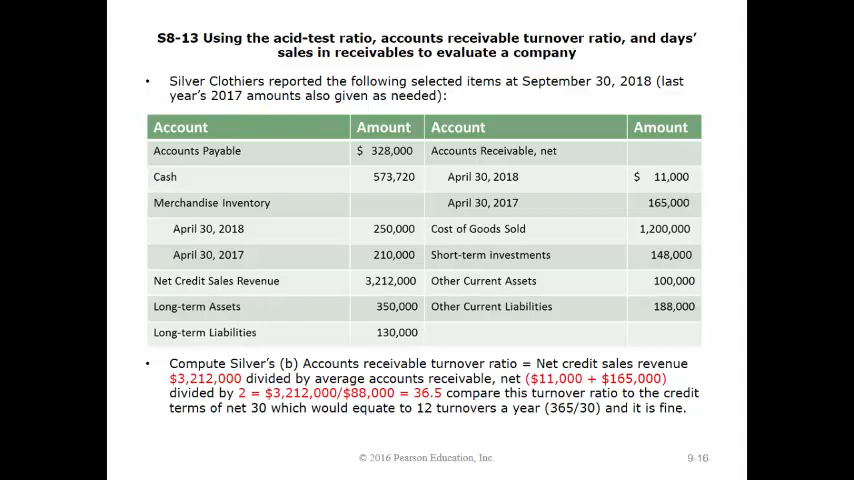 S8-13 Using the acid-test ratio, accounts receivable turnover ratio, and days’
sales in receivables to evaluate a company
• Silver Clothiers reported the following selected items at September 30, 2018 (last
year’s 2017 amounts also given as needed):
Account Amount Account Amount
Accounts Payable $ 328,000 Accounts Receivable, net
Cash 573,720 April 30, 2018 $ 11,000
Merchandise Inventory April 30, 2017 165,000
April 30, 2018 250,000 Cost of Goods Sold 1,200,000
April 30, 2017 210,000 Short-term investments 148,000
Net Credit Sales Revenue 3,212,000 Other Current Assets 100,000
Long-term Assets 350,000 Other Current Liabilities 188,000
Long-term Liabilities 130,000
• Compute Silver’s (b) Accounts receivable turnover ratio = Net credit sales revenue
$3,212,000 divided by average accounts receivable, net ($11,000 + $165,000)
divided by 2 = $3,212,000/$88,000 = 36.5 compare this turnover ratio to the credit
terms of net 30 which would equate to 12 turnovers a year (365/30) and it is fine.
© 2016 Pearson Education, Inc. 9-16